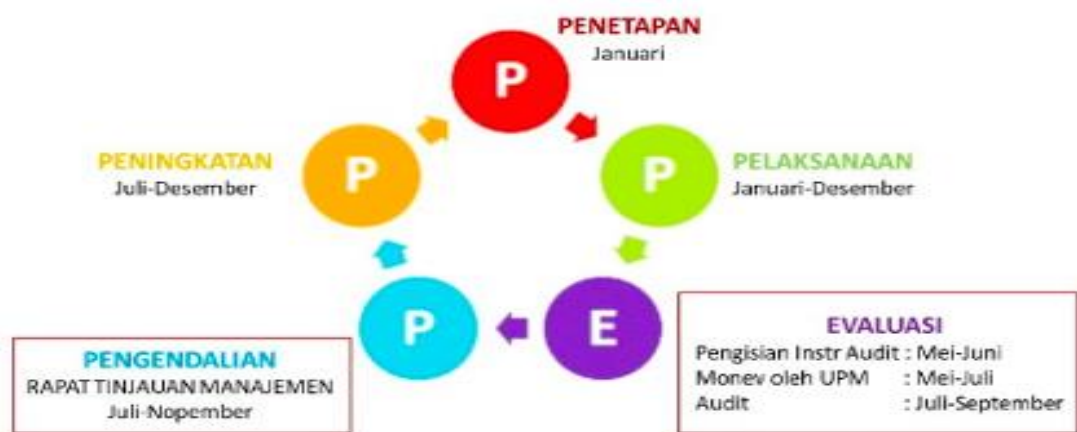 PENETAPAN
Januari
P
PENINGKATAN
Juli-Desember
P
P
PELAKSANAAN
Januari-Desember
P
E
PENGENDALIAN
RAPAT TINJAUAN MANAJEMEN
Juli-Nopember
EVALUASI
Pengisian Instr Audit : Mei-Juni
Monev oleh UPM : Mei-Juli
Audit : Juli-September